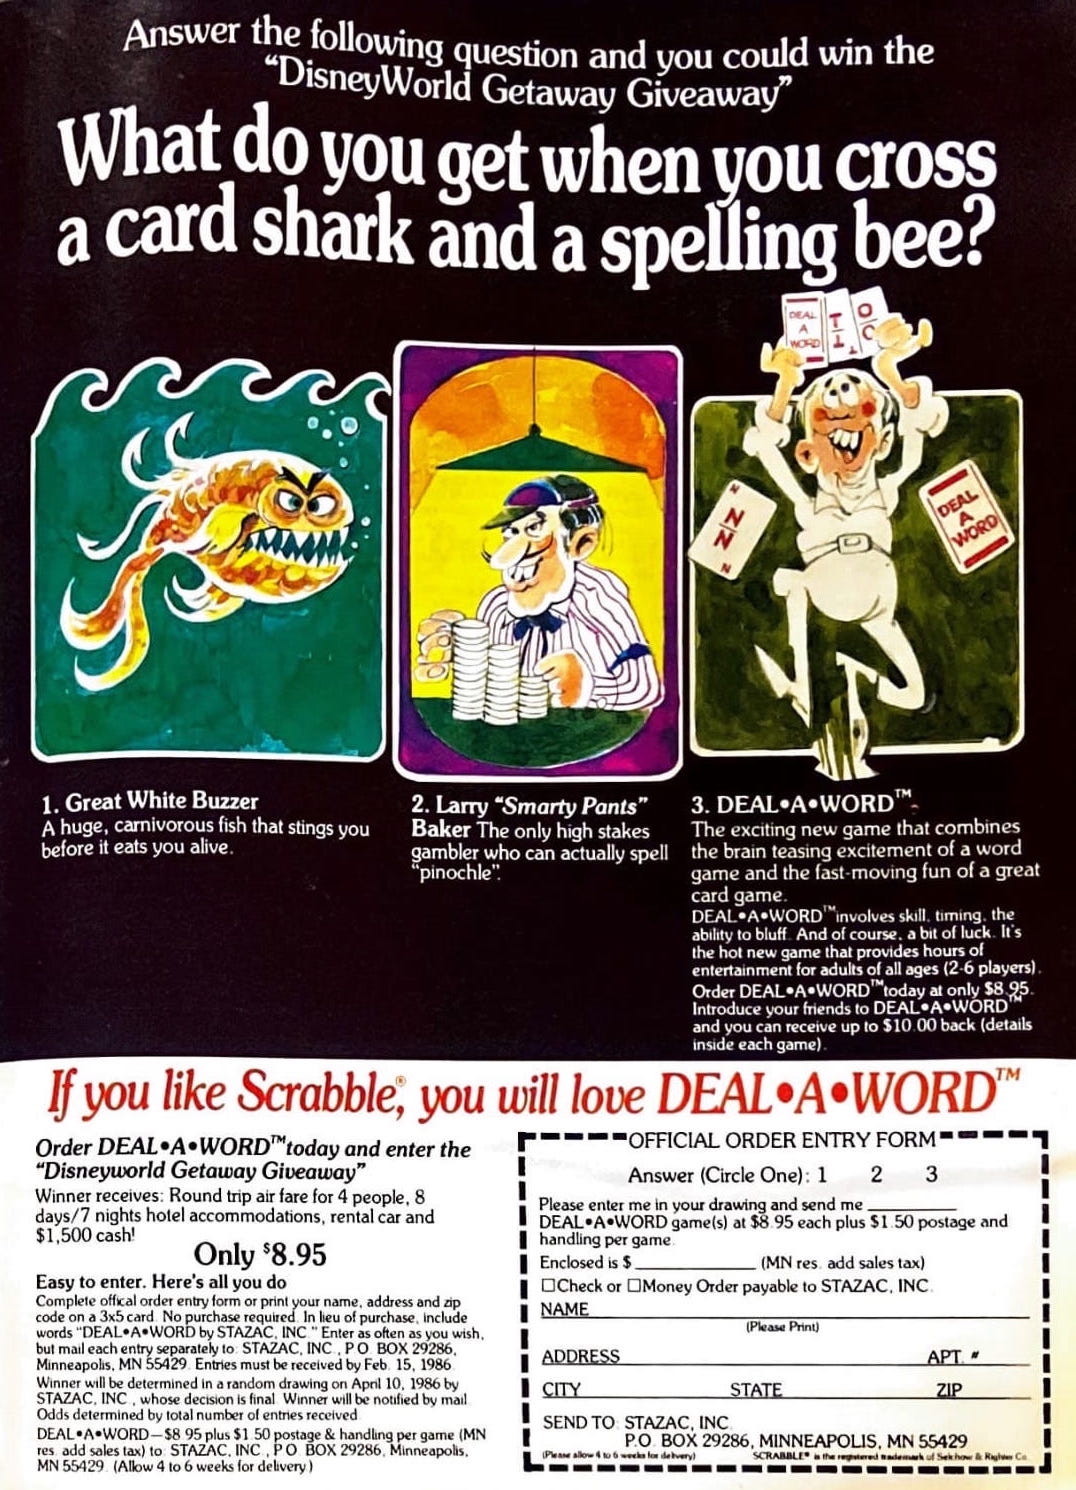 Answer the following question and you could win the
“DisneyWorld Getaway Giveaway”
What do you get when you cross
a card shark and a spelling bee?
DEAL
A
WORD
T
I
O
C
N
N
N
N
DEAL
A
WORD
1. Great White Buzzer
A huge, carnivorous fish that stings you
before it eats you alive.
2. Larry “Smarty Pants”
Baker The only high stakes
gambler who can actually spell
“pinochle”.
3. DEAL•A•WORD™
The exciting new game that combines
the brain teasing excitement of a word
game and the fast-moving fun of a great
card game.
DEAL•A•WORD™ involves skill, timing, the
ability to bluff. And of course, a bit of luck. It's
the hot new game that provides hours of
entertainment for adults of all ages (2-6 players).
Order DEAL•A•WORD™ today at only $8.95.
Introduce your friends to DEAL•A•WORD™
and you can receive up to $10.00 back (details
inside each game).
If you like Scrabble®, you will love DEAL•A•WORD™
Order DEAL•A•WORD™ today and enter the
“Disneyworld Getaway Giveaway”
Winner receives: Round trip air fare for 4 people, 8
days/7 nights hotel accommodations, rental car and
$1,500 cash!
Only $8.95
Easy to enter. Here's all you do
Complete offical order entry form or print your name, address and zip
code on a 3x5 card. No purchase required. In lieu of purchase, include
words “DEAL•A•WORD by STAZAC, INC.” Enter as often as you wish,
but mail each entry separately to: STAZAC, INC., P.O. BOX 29286,
Minneapolis, MN 55429. Entries must be received by Feb. 15, 1986.
Winner will be determined in a random drawing on April 10, 1986 by
STAZAC, INC., whose decision is final. Winner will be notified by mail.
Odds determined by total number of entries received.
DEAL•A•WORD—$8.95 plus $1.50 postage & handling per game (MN
res. add sales tax) to: STAZAC, INC., P.O. BOX 29286, Minneapolis,
MN 55429. (Allow 4 to 6 weeks for delivery.)
OFFICIAL ORDER ENTRY FORM
Answer (Circle One): 1 2 3
Please enter me in your drawing and send me
DEAL•A•WORD game(s) at $8.95 each plus $1.50 postage and
handling per game.
Enclosed is $ (MN res. add sales tax)
☐Check or ☐Money Order payable to STAZAC, INC.
NAME
(Please Print)
ADDRESS APT. #
CITY STATE ZIP
SEND TO: STAZAC, INC.
P.O. BOX 29286, MINNEAPOLIS, MN 55429
(Please allow 4 to 6 weeks for delivery) SCRABBLE® is the registered trademark of Selchow & Righter Co.